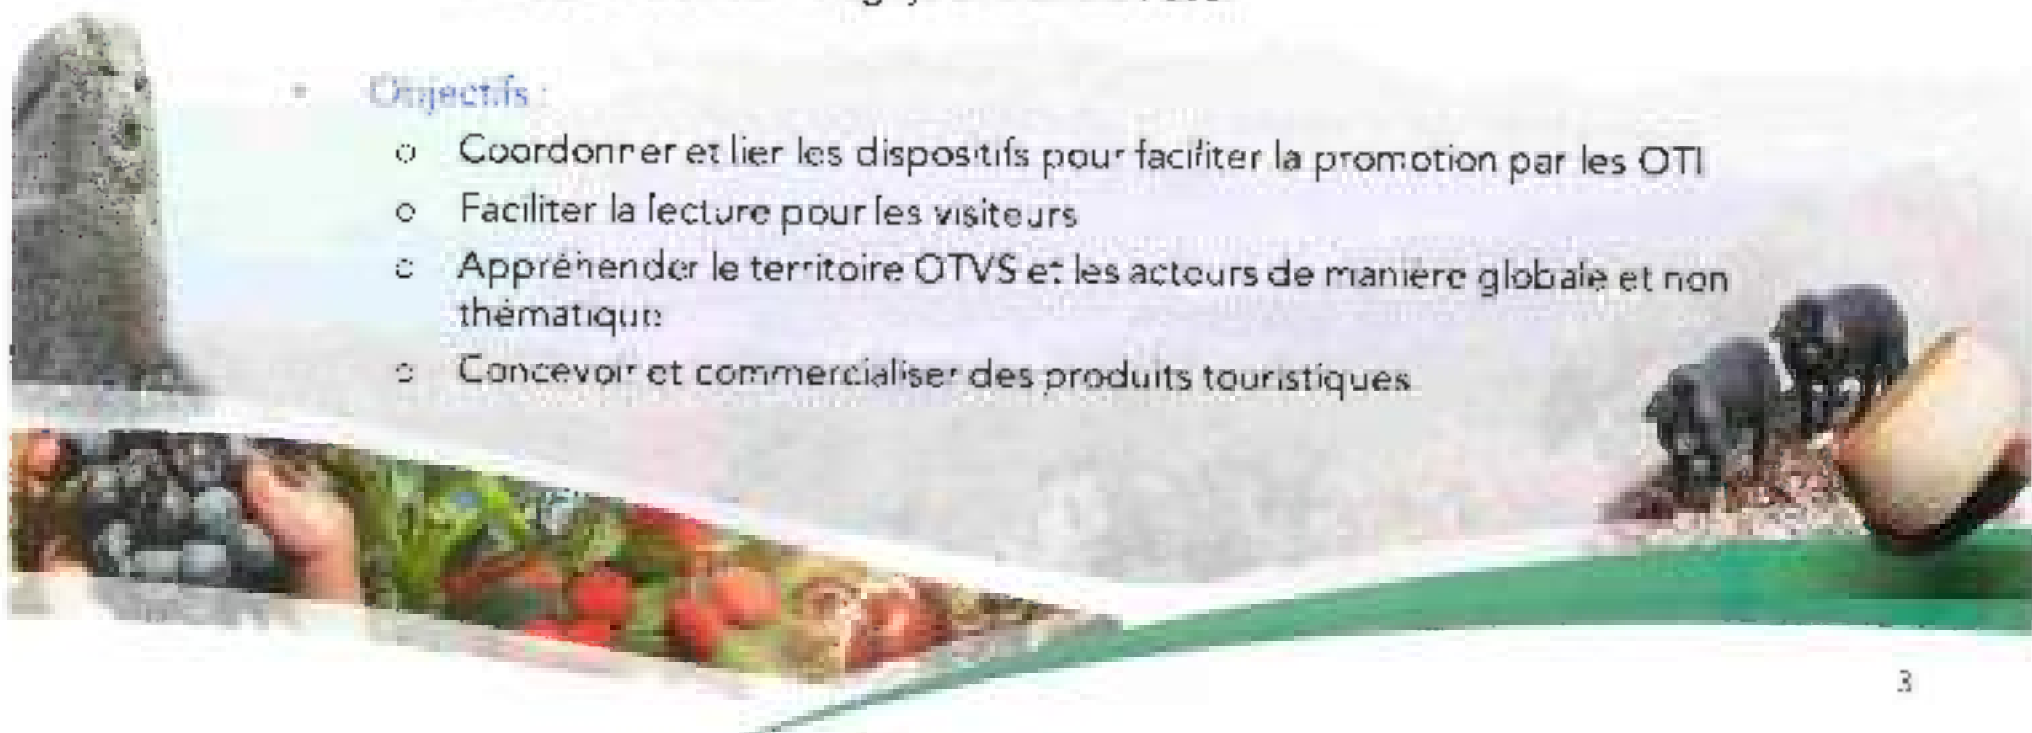 • Objectifs :
o Coordonner et lier les dispositifs pour faciliter la promotion par les OTI
o Faciliter la lecture pour les visiteurs
o Appréhender le territoire OTVS et les acteurs de manière globale et non
thématique
o Concevoir et commercialiser des produits touristiques
3